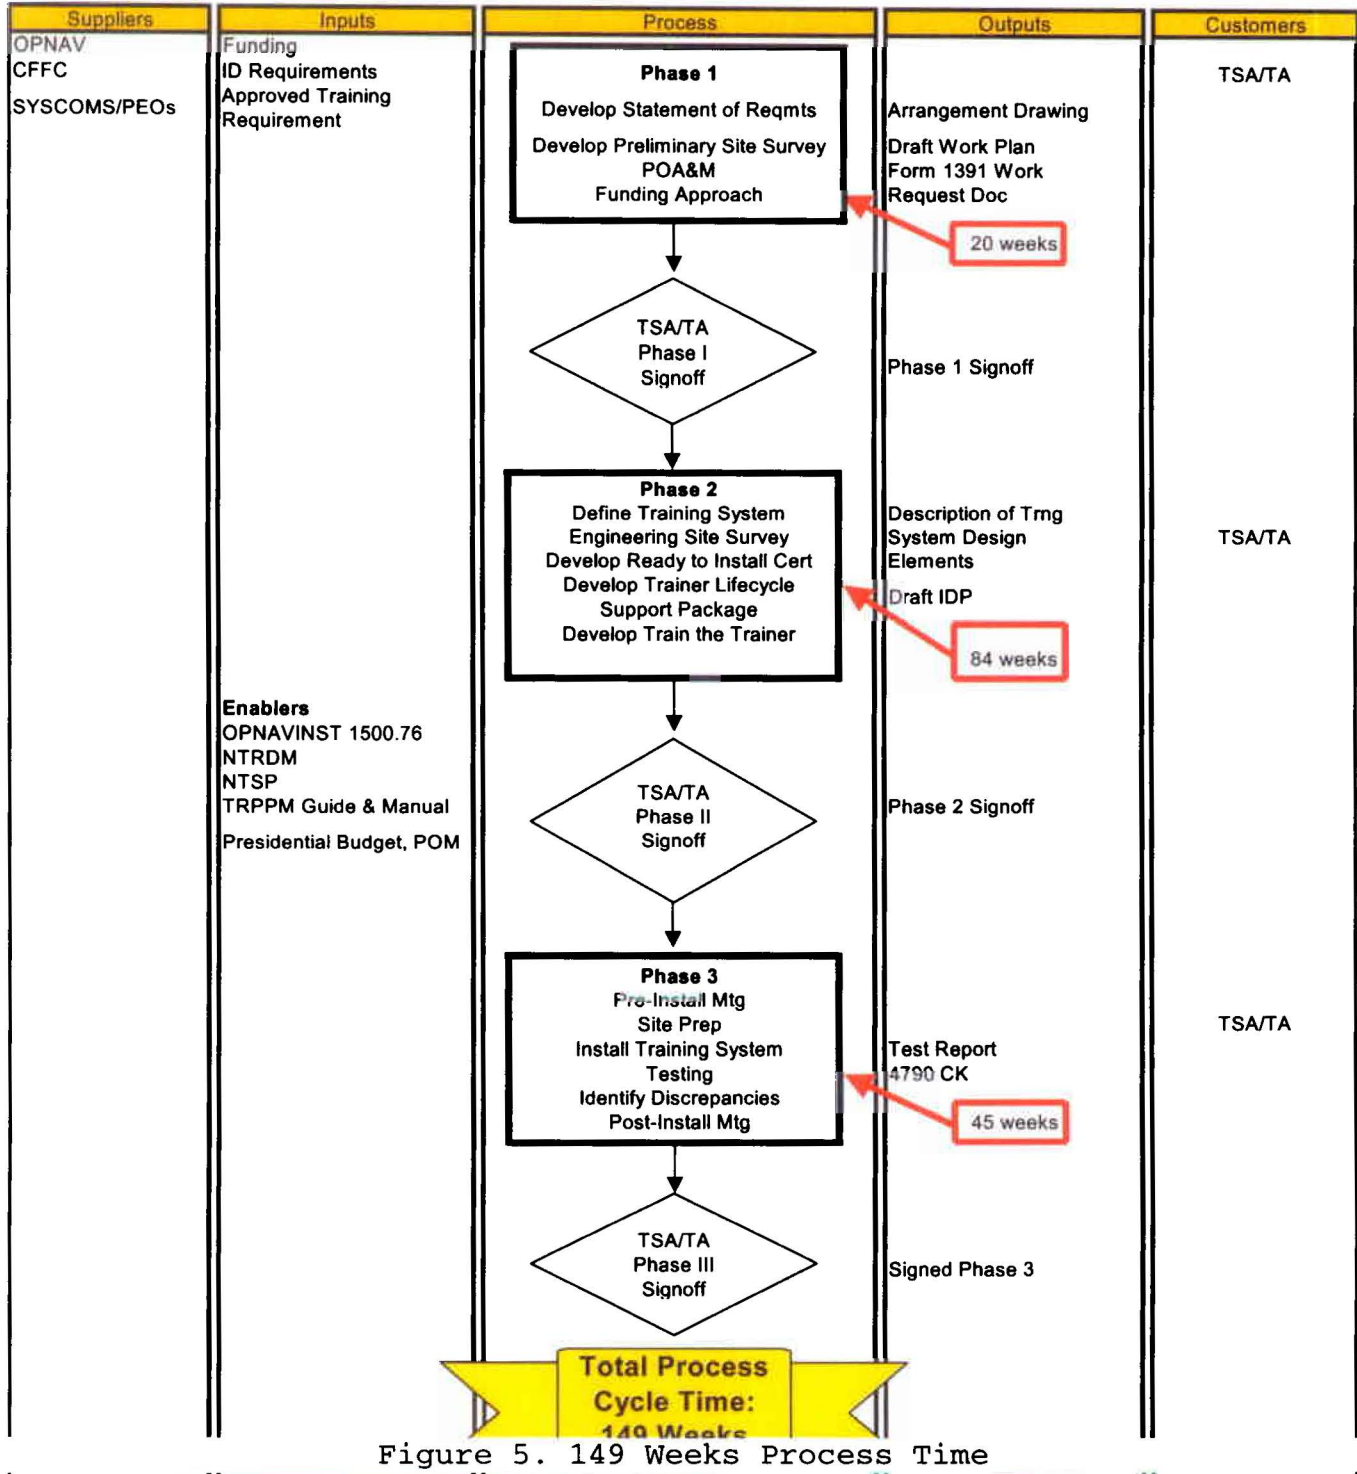 Suppliers
Inputs
Process
Outputs
Customers
OPNAV
CFFC
SYSCOMS/PEOs
Funding
ID Requirements
Approved Training
Requirement
Enablers
OPNAVINST 1500.76
NTRDM
NTSP
TRPPM Guide & Manual
Presidential Budget, POM
Phase 1
Develop Statement of Reqmts
Develop Preliminary Site Survey
POA&M
Funding Approach
TSA/TA
Phase I
Signoff
Phase 2
Define Training System
Engineering Site Survey
Develop Ready to Install Cert
Develop Trainer Lifecycle
Support Package
Develop Train the Trainer
TSA/TA
Phase II
Signoff
Phase 3
Pre-Install Mtg
Site Prep
Install Training System
Testing
Identify Discrepancies
Post-Install Mtg
TSA/TA
Phase III
Signoff
Total Process
Cycle Time:
149 Weeks
Arrangement Drawing
Draft Work Plan
Form 1391 Work
Request Doc
20 weeks
Phase 1 Signoff
Description of Trng
System Design
Elements
Draft IDP
84 weeks
Phase 2 Signoff
Test Report
4790 CK
45 weeks
Signed Phase 3
TSA/TA
TSA/TA
TSA/TA
Figure 5. 149 Weeks Process Time